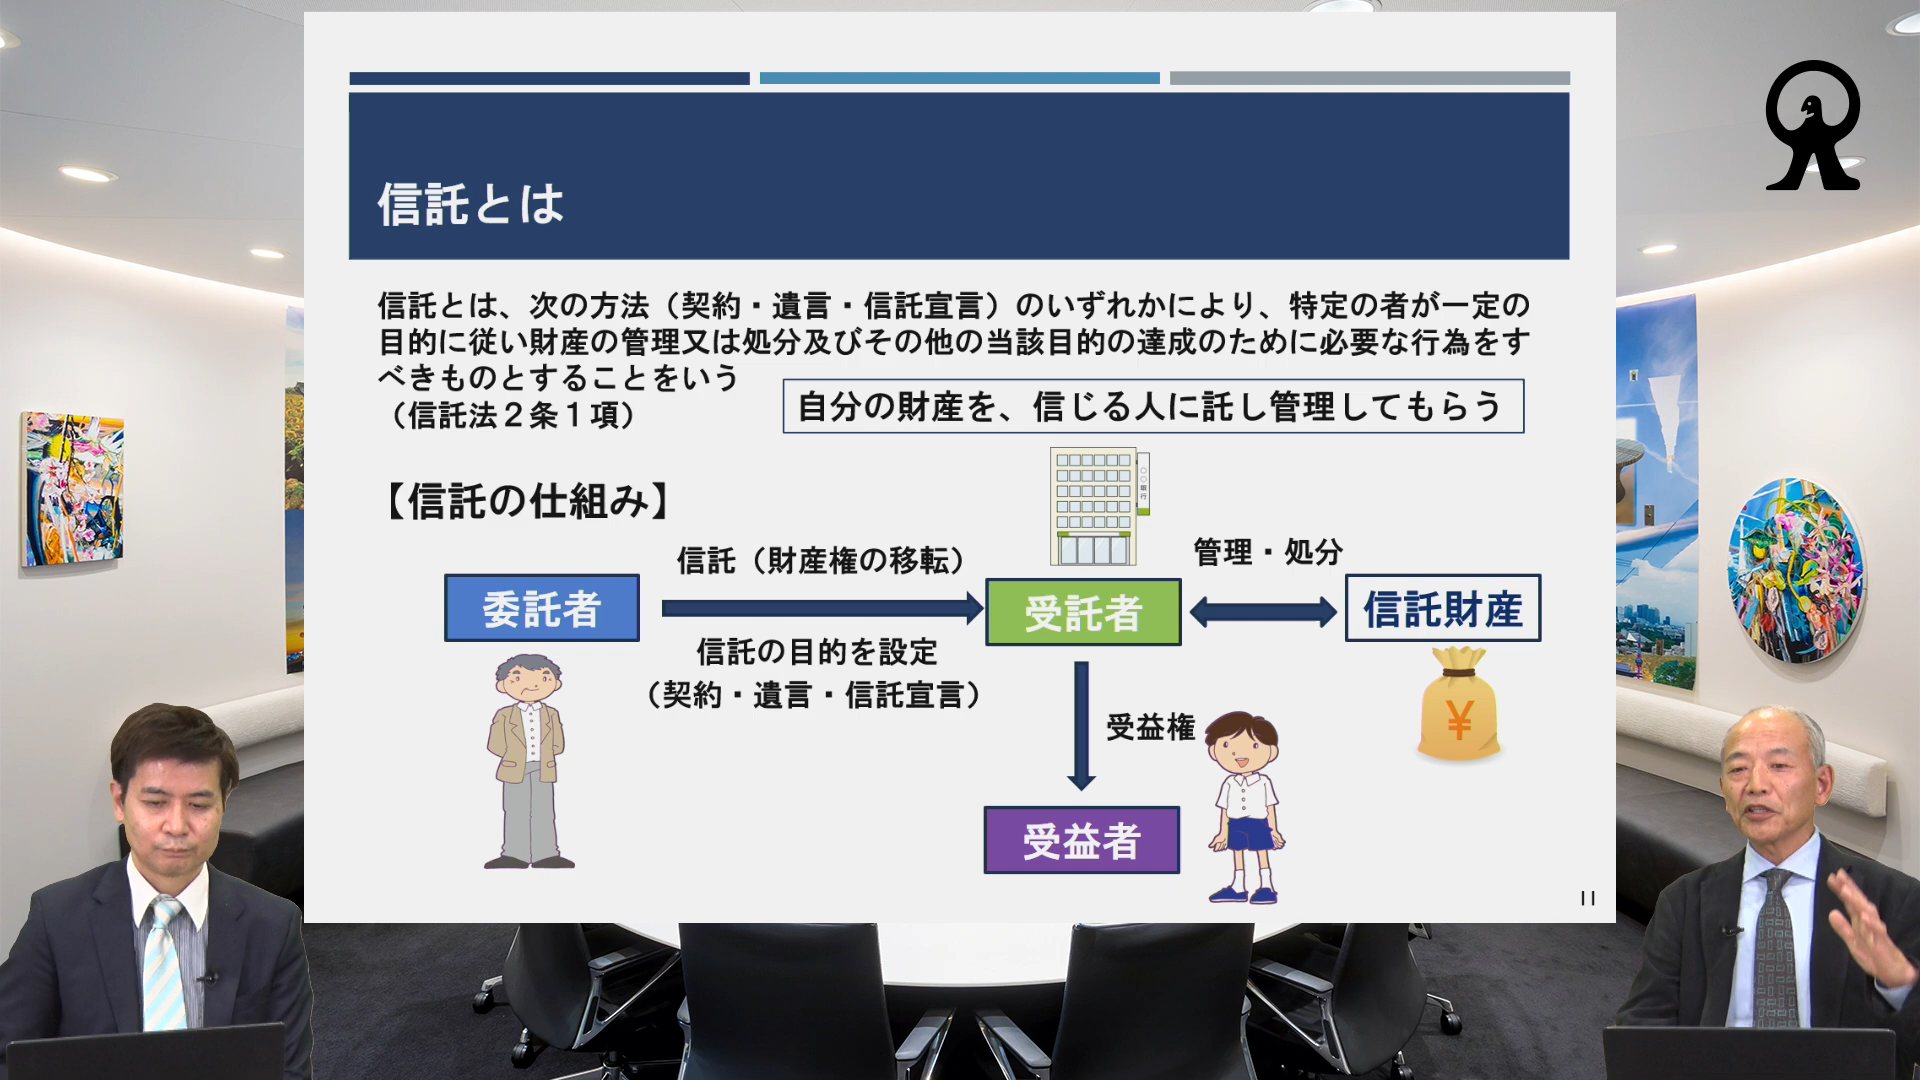 信託とは
信託とは、次の方法（契約・遺言・信託宣言）のいずれかにより、特定の者が一定の
目的に従い財産の管理又は処分及びその他の当該目的の達成のために必要な行為をす
べきものとすることをいう
（信託法２条１項）
自分の財産を、信じる人に託し管理してもらう
【信託の仕組み】
〇〇銀行
信託（財産権の移転）
管理・処分
委託者
受託者
信託財産
信託の目的を設定
（契約・遺言・信託宣言）
¥
受益権
受益者
11